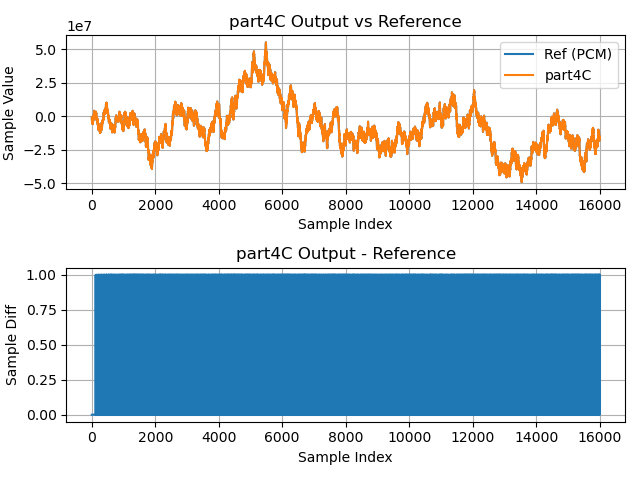 part4C Output vs Reference
1e7
5.0
2.5
0.0
−2.5
−5.0
Sample Value
Ref (PCM)
part4C
0 2000 4000 6000 8000 10000 12000 14000 16000
Sample Index
part4C Output - Reference
1.00
0.75
0.50
0.25
0.00
Sample Diff
0 2000 4000 6000 8000 10000 12000 14000 16000
Sample Index